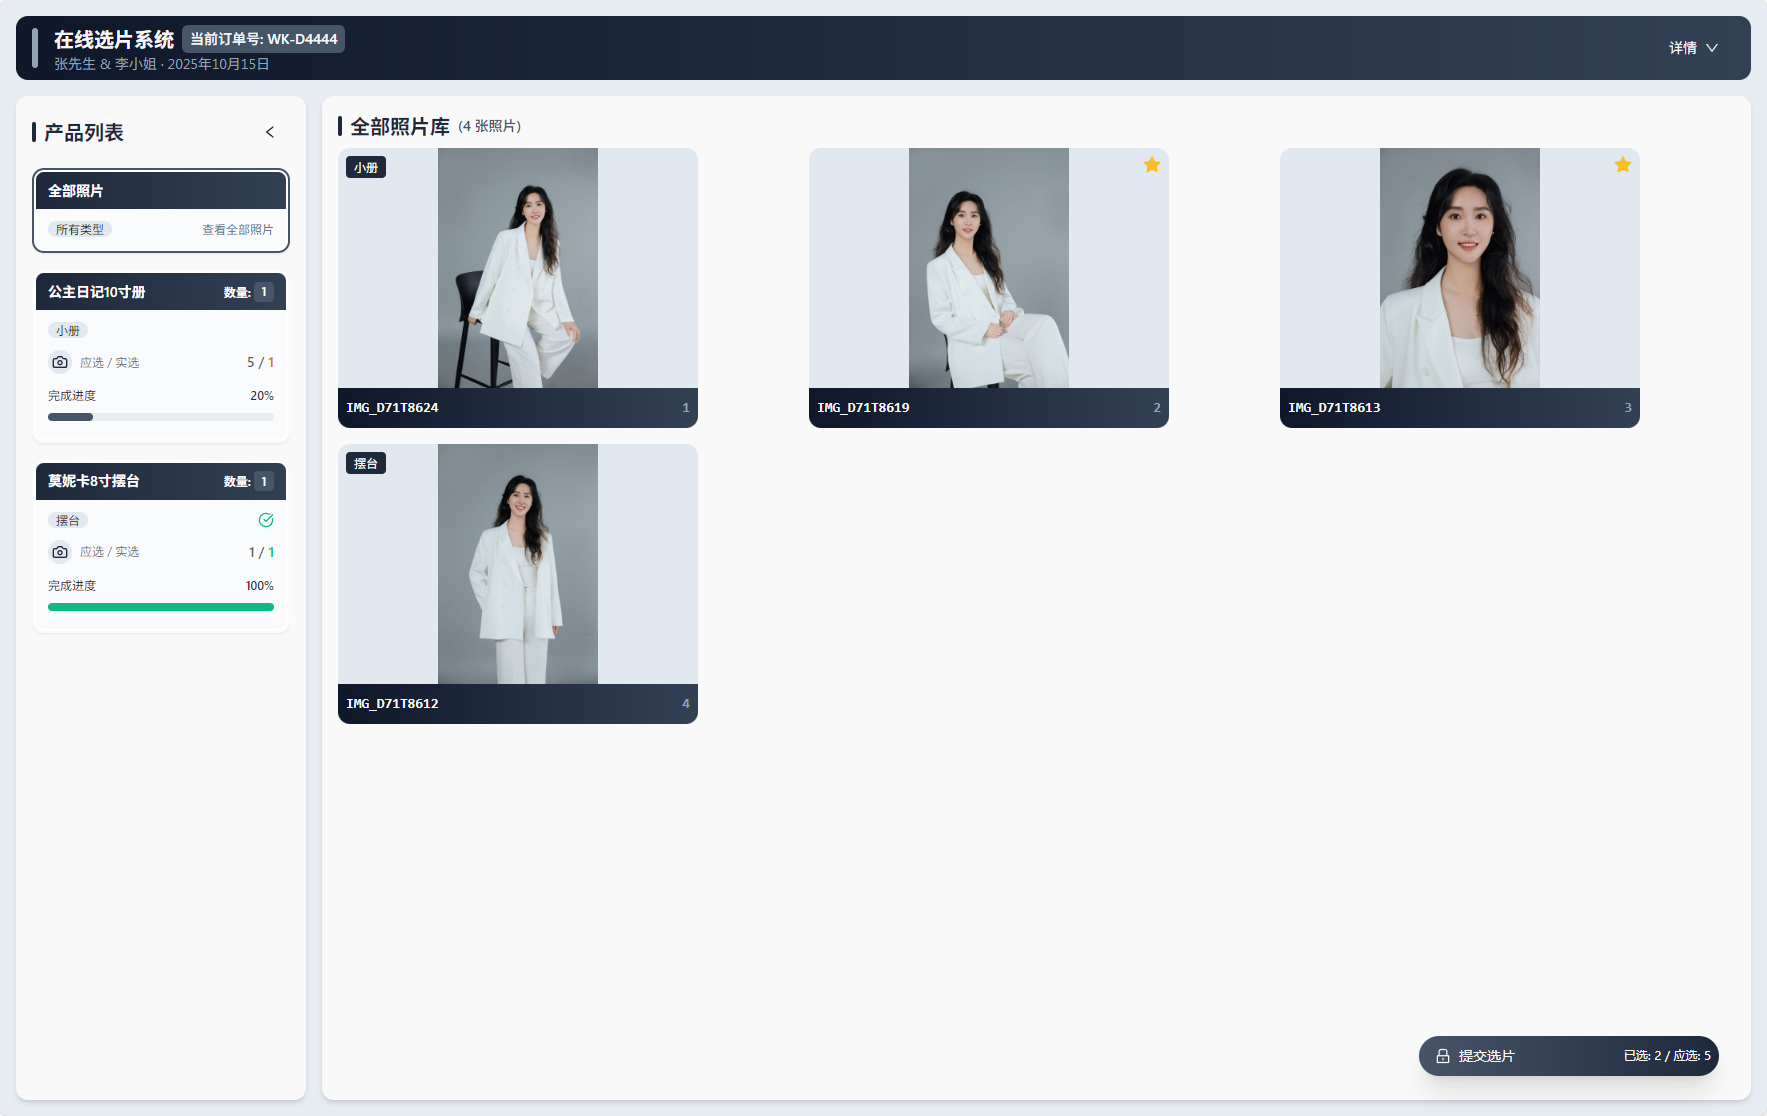 在线选片系统 当前订单号: WK-D4444
张先生 & 李小姐 · 2025年10月15日
详情
产品列表
全部照片
所有类型 查看全部照片
公主日记10寸册 数量: 1
小册
应选 / 实选 5 / 1
完成进度 20%
莫妮卡8寸摆台 数量: 1
摆台
应选 / 实选 1 / 1
完成进度 100%
全部照片库 (4 张照片)
小册
IMG_D71T8624 1
IMG_D71T8619 2
IMG_D71T8613 3
摆台
IMG_D71T8612 4
提交选片 已选: 2 / 应选: 5